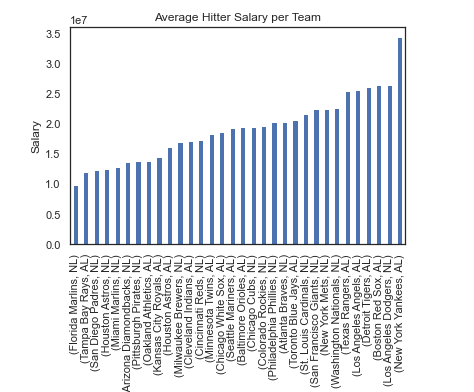 Average Hitter Salary per Team
1e7
3.5
3.0
2.5
2.0
1.5
1.0
0.5
0.0
Salary
(Florida Marlins, NL)
(Tampa Bay Rays, AL)
(San Diego Padres, NL)
(Houston Astros, NL)
(Miami Marlins, NL)
Arizona Diamondbacks, NL)
(Pittsburgh Pirates, NL)
(Oakland Athletics, AL)
(Kansas City Royals, AL)
(Houston Astros, AL)
(Milwaukee Brewers, NL)
(Cleveland Indians, AL)
(Cincinnati Reds, NL)
(Minnesota Twins, AL)
(Chicago White Sox, AL)
(Seattle Mariners, AL)
(Baltimore Orioles, AL)
(Chicago Cubs, NL)
(Colorado Rockies, NL)
(Philadelphia Phillies, NL)
(Atlanta Braves, NL)
(Toronto Blue Jays, AL)
(St. Louis Cardinals, NL)
(San Francisco Giants, NL)
(New York Mets, NL)
(Washington Nationals, NL)
(Texas Rangers, AL)
(Los Angeles Angels, AL)
(Detroit Tigers, AL)
(Boston Red Sox, AL)
(Los Angeles Dodgers, NL)
(New York Yankees, AL)